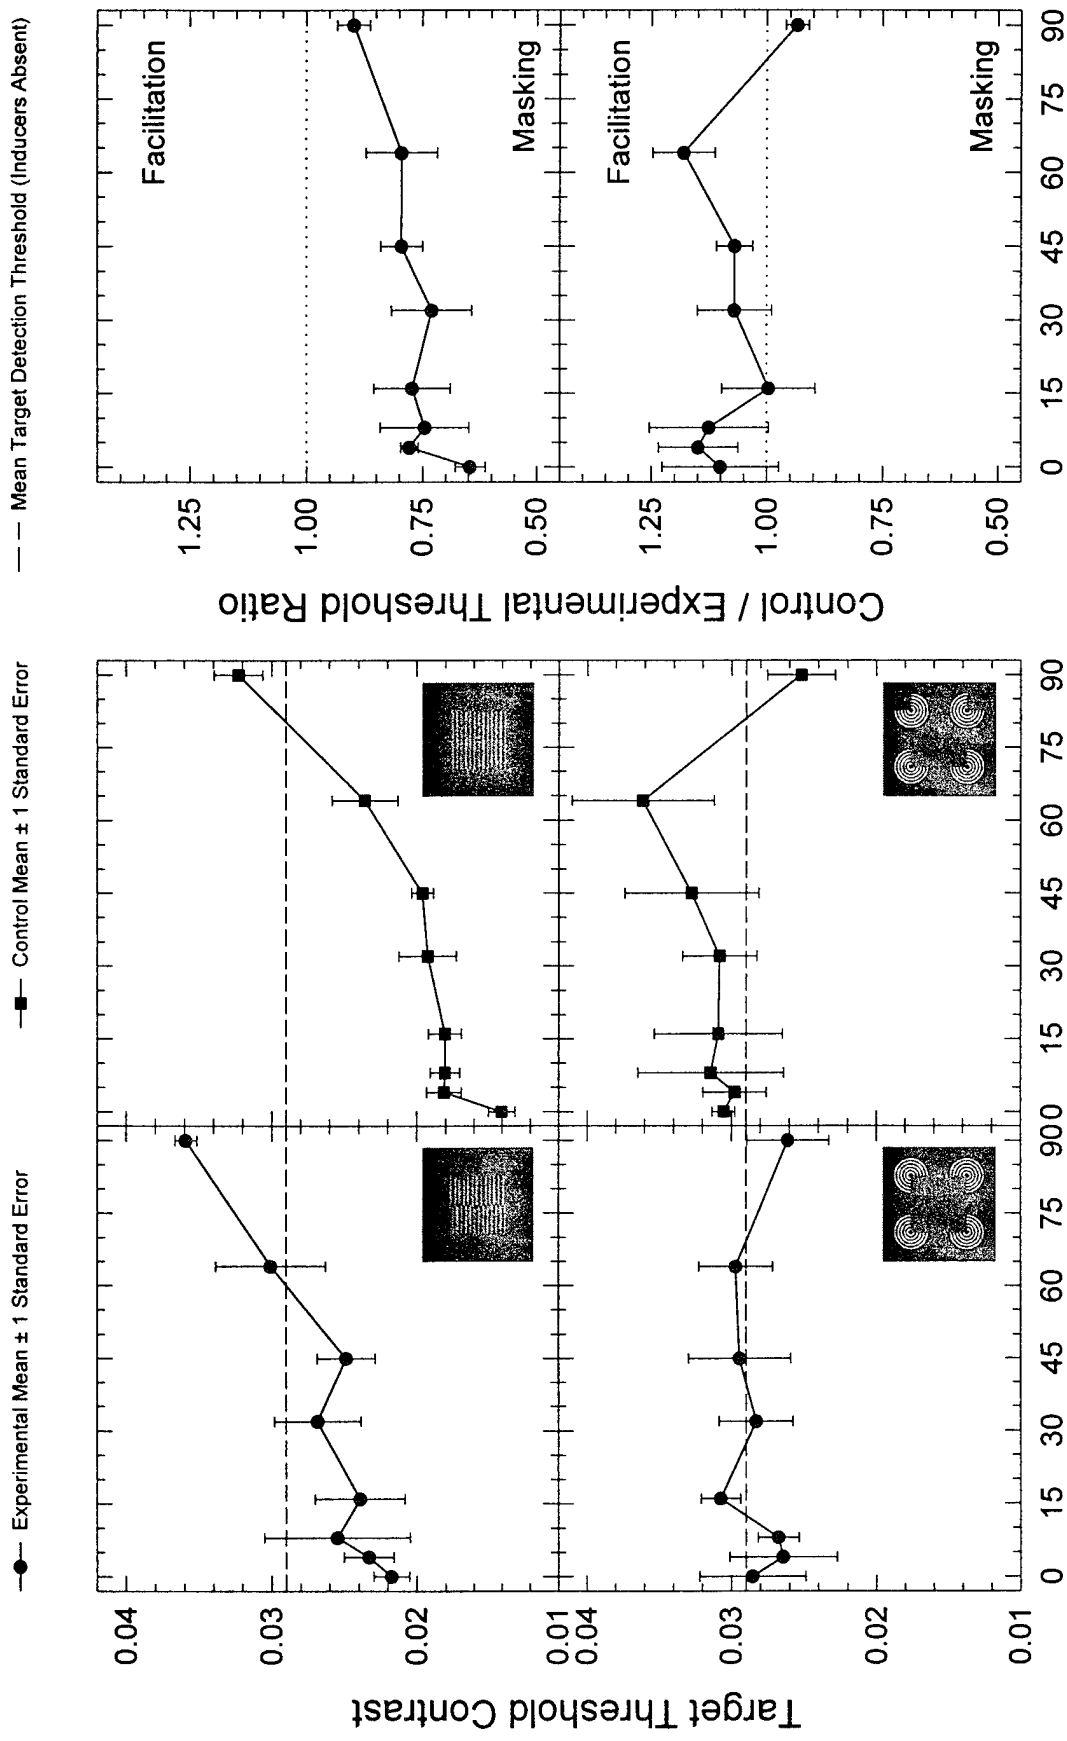 Experimental Mean ± 1 Standard Error
Control Mean ± 1 Standard Error
Mean Target Detection Threshold (Inducers Absent)
Target Threshold Contrast
0.04
0.03
0.02
0.01
0.04
0.03
0.02
0.01
0 15 30 45 60 75 90
0 15 30 45 60 75 90
Control / Experimental Threshold Ratio
1.25
1.00
0.75
0.50
1.25
1.00
0.75
0.50
Facilitation
Masking
Facilitation
Masking
0 15 30 45 60 75 90